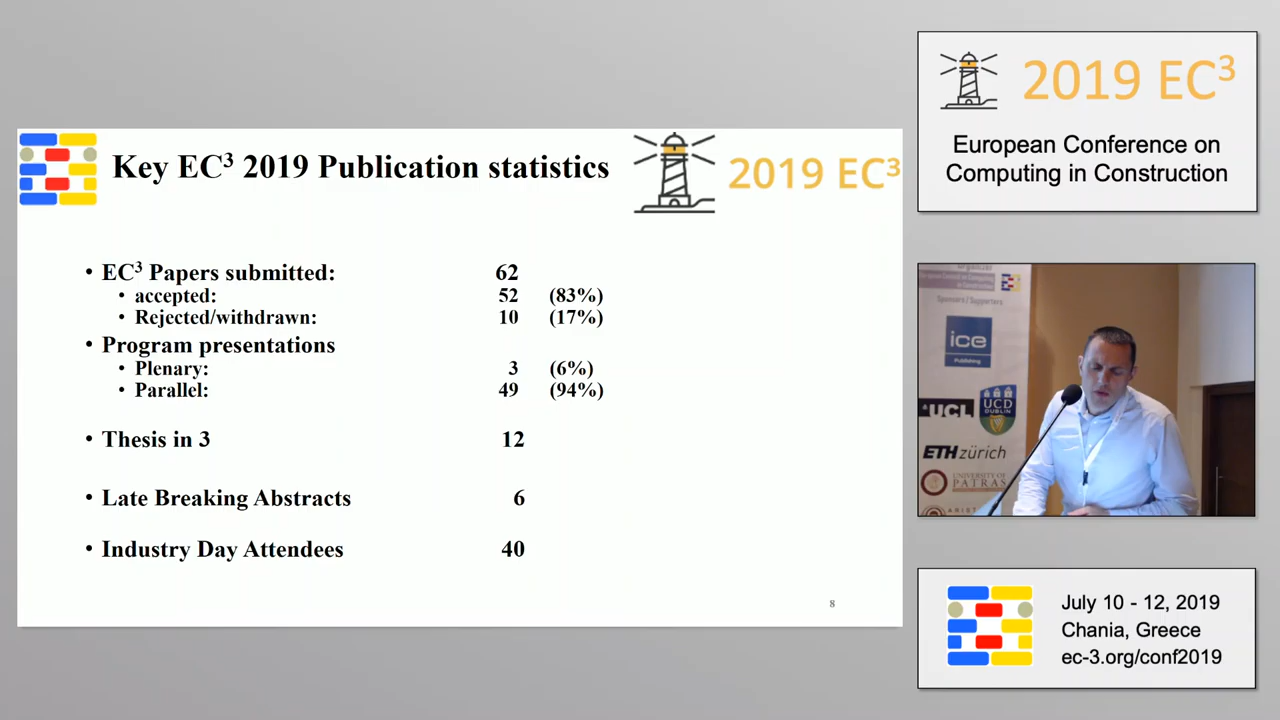 Key EC³ 2019 Publication statistics
2019 EC³
• EC³ Papers submitted: 62
• accepted: 52 (83%)
• Rejected/withdrawn: 10 (17%)
• Program presentations
• Plenary: 3 (6%)
• Parallel: 49 (94%)
• Thesis in 3 12
• Late Breaking Abstracts 6
• Industry Day Attendees 40
8
2019 EC³
European Conference on
Computing in Construction
Sponsors / Supporters
ice
Publishing
UCL
UCD
DUBLIN
ETH zürich
UNIVERSITY OF
PATRAS
July 10 - 12, 2019
Chania, Greece
ec-3.org/conf2019